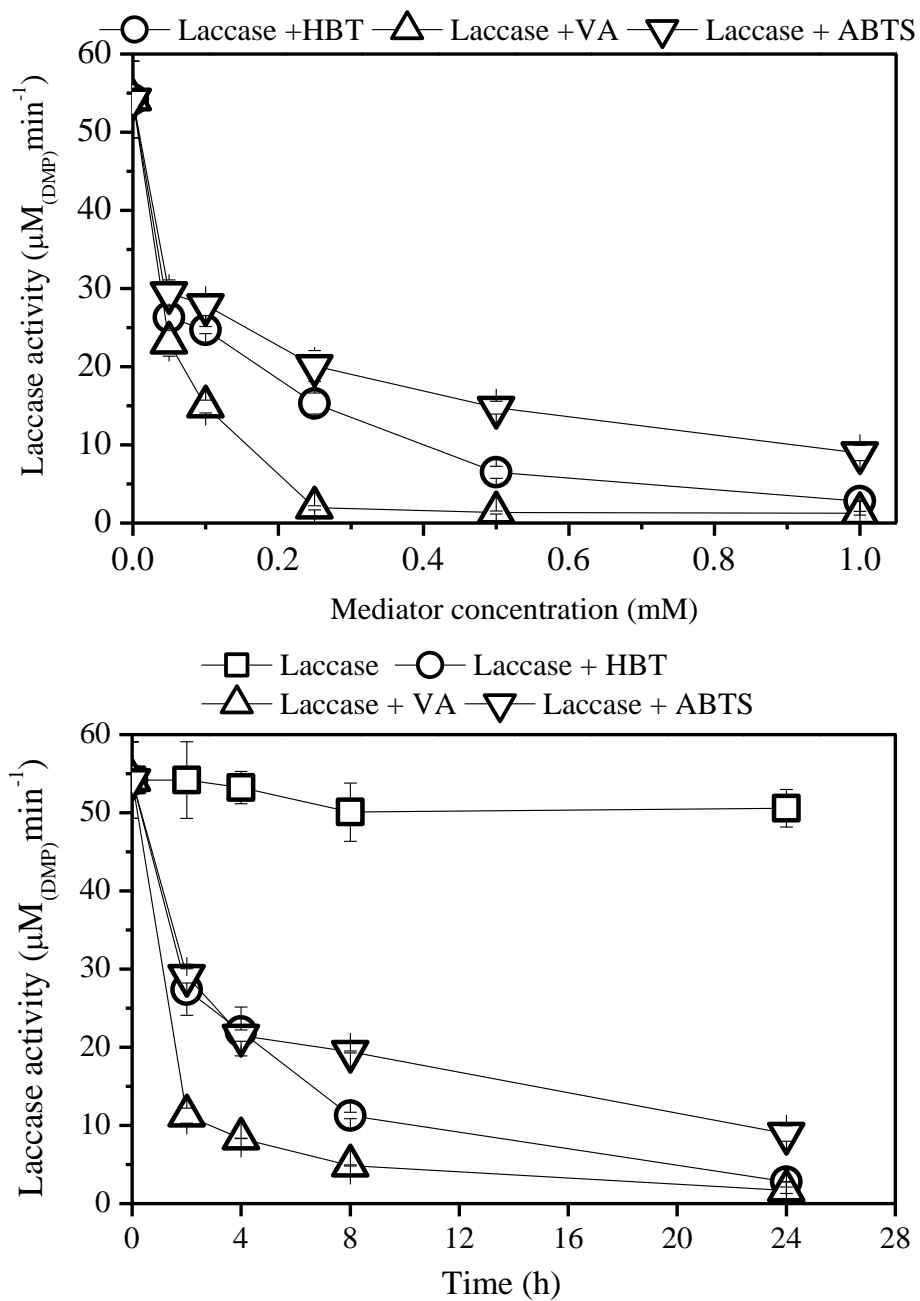 Laccase +HBT Laccase +VA Laccase + ABTS
60
50
40
30
20
10
0
Laccase activity (μM(DMP)min-1)
0.0 0.2 0.4 0.6 0.8 1.0
Mediator concentration (mM)
Laccase Laccase + HBT
Laccase + VA Laccase + ABTS
60
50
40
30
20
10
0
Laccase activity (μM(DMP)min-1)
0 4 8 12 16 20 24 28
Time (h)